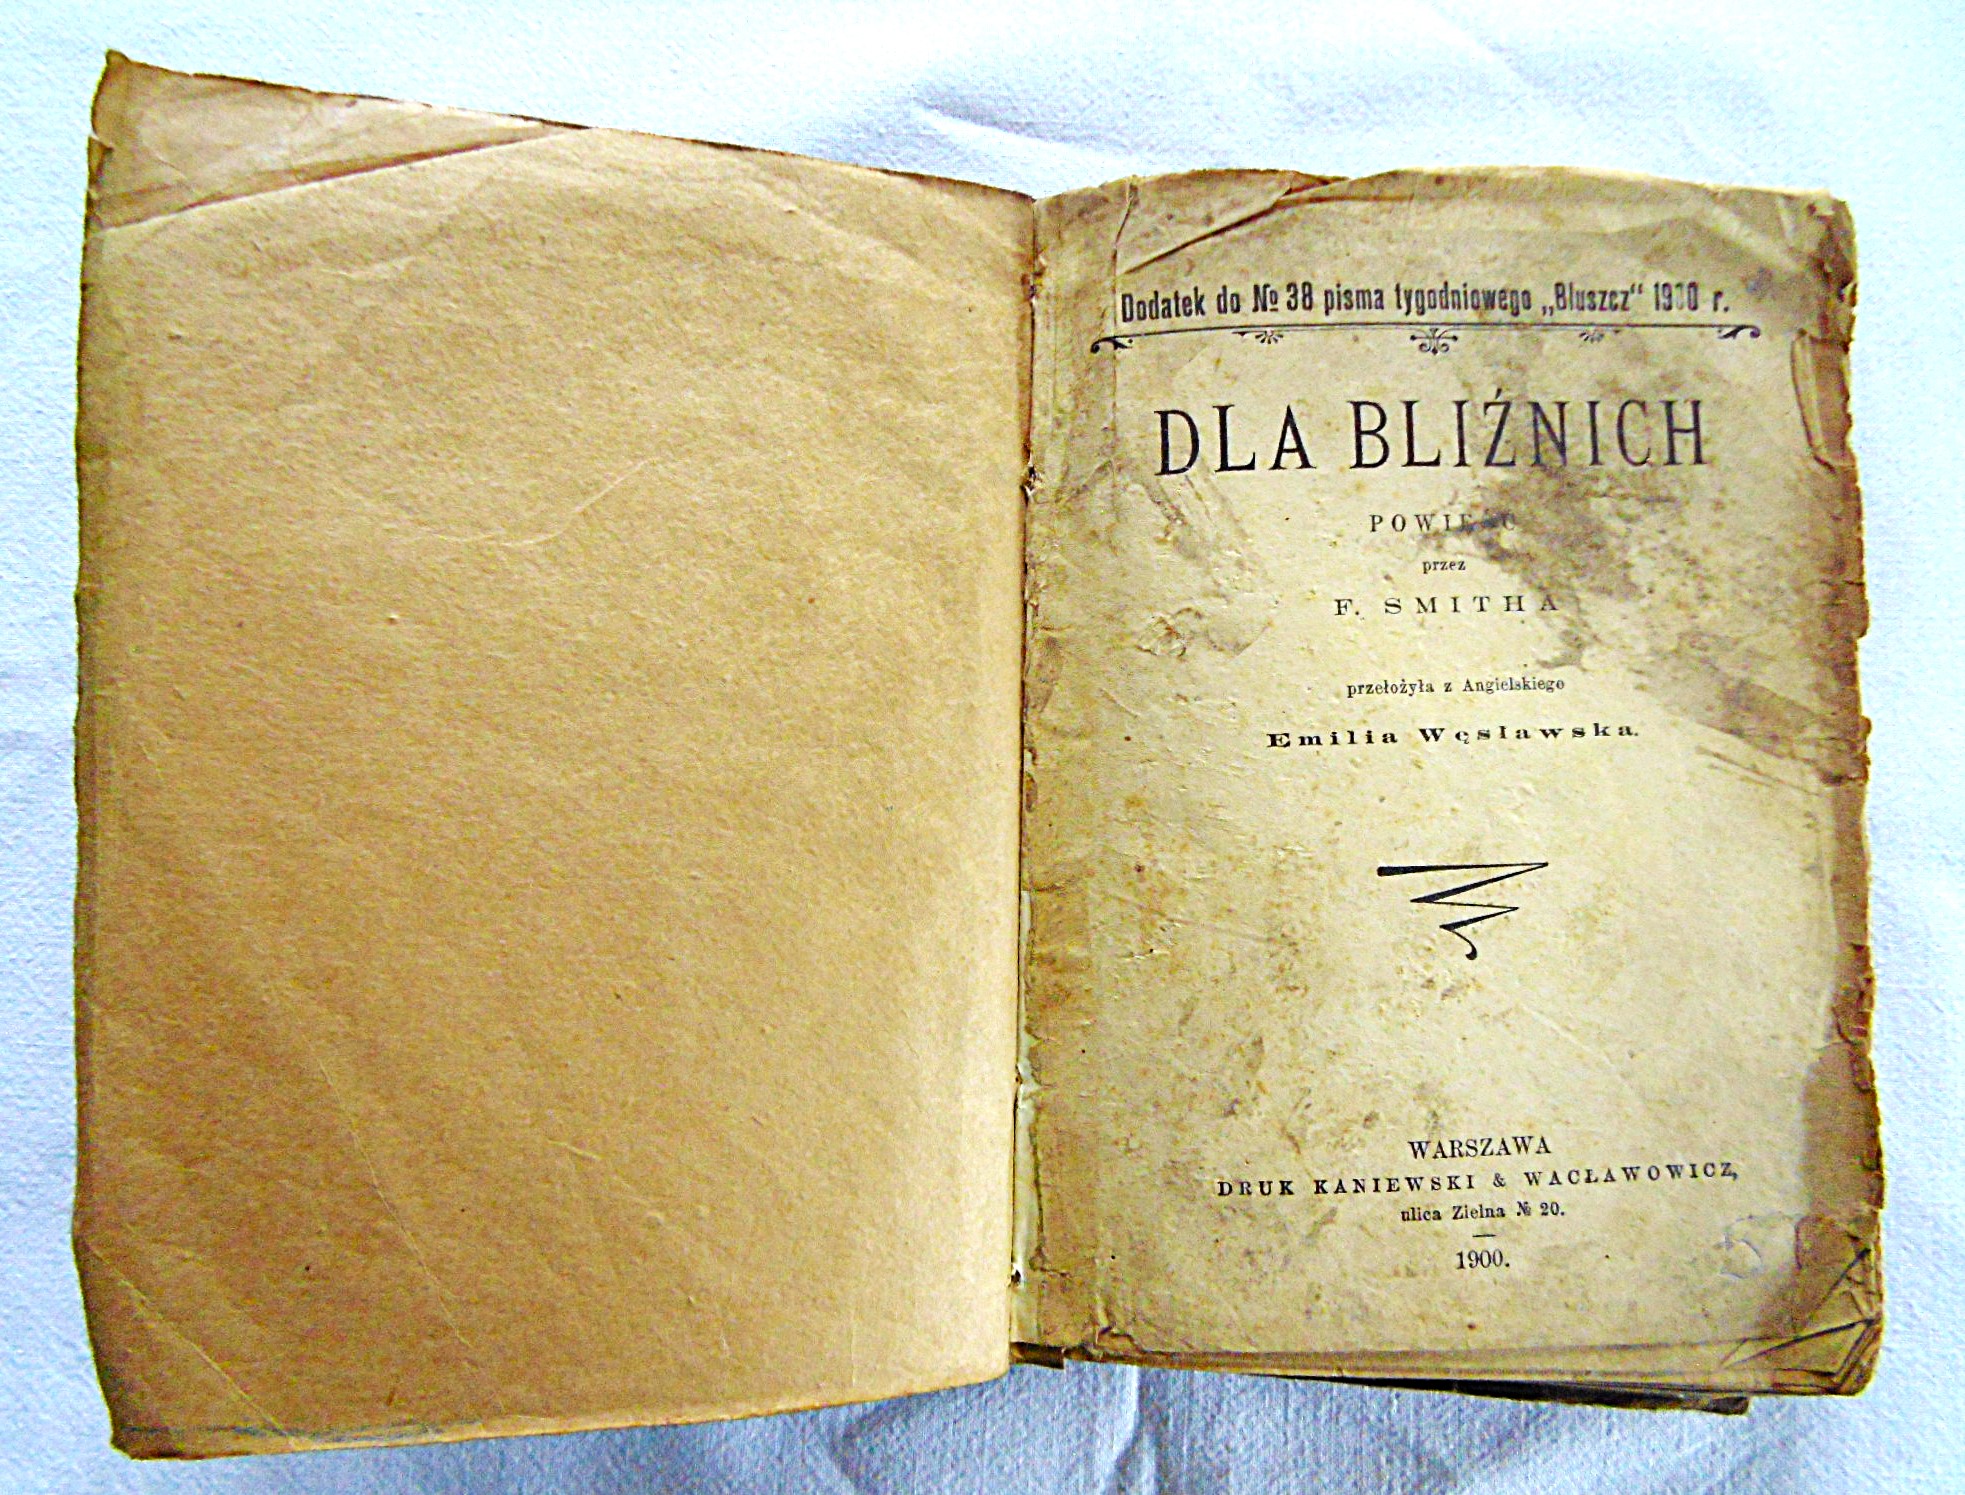 Dodatek do № 38 pisma tygodniowego „Bluszcz“ 1900 r.
DLA BLIŹNICH
POWIEŚĆ
przez
F. SMITHA
przełożyła z Angielskiego
Emilia Węsławska.
WARSZAWA
DRUK KANIEWSKI & WACŁAWOWICZ,
ulica Zielna № 20.
1900.